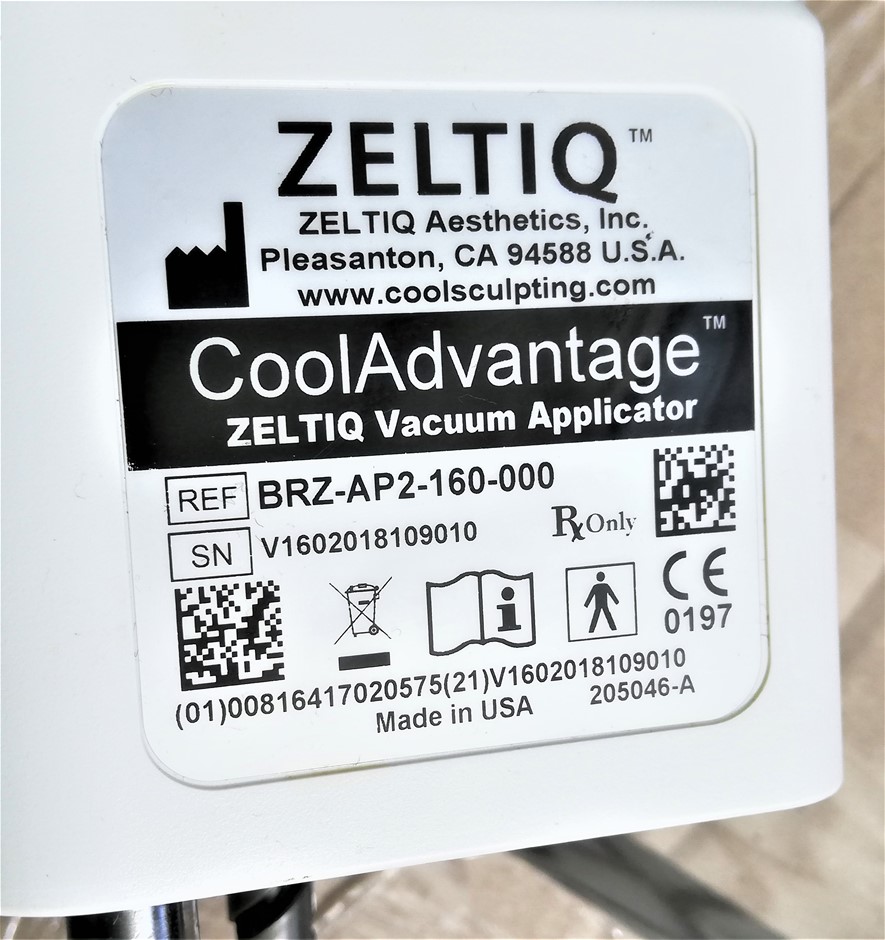 ZELTIQ™
ZELTIQ Aesthetics, Inc.
Pleasanton, CA 94588 U.S.A.
www.coolsculpting.com
CoolAdvantage™
ZELTIQ Vacuum Applicator
REF BRZ-AP2-160-000
SN V1602018109010
Rx Only
CE
0197
(01)00816417020575(21)V1602018109010
Made in USA
205046-A